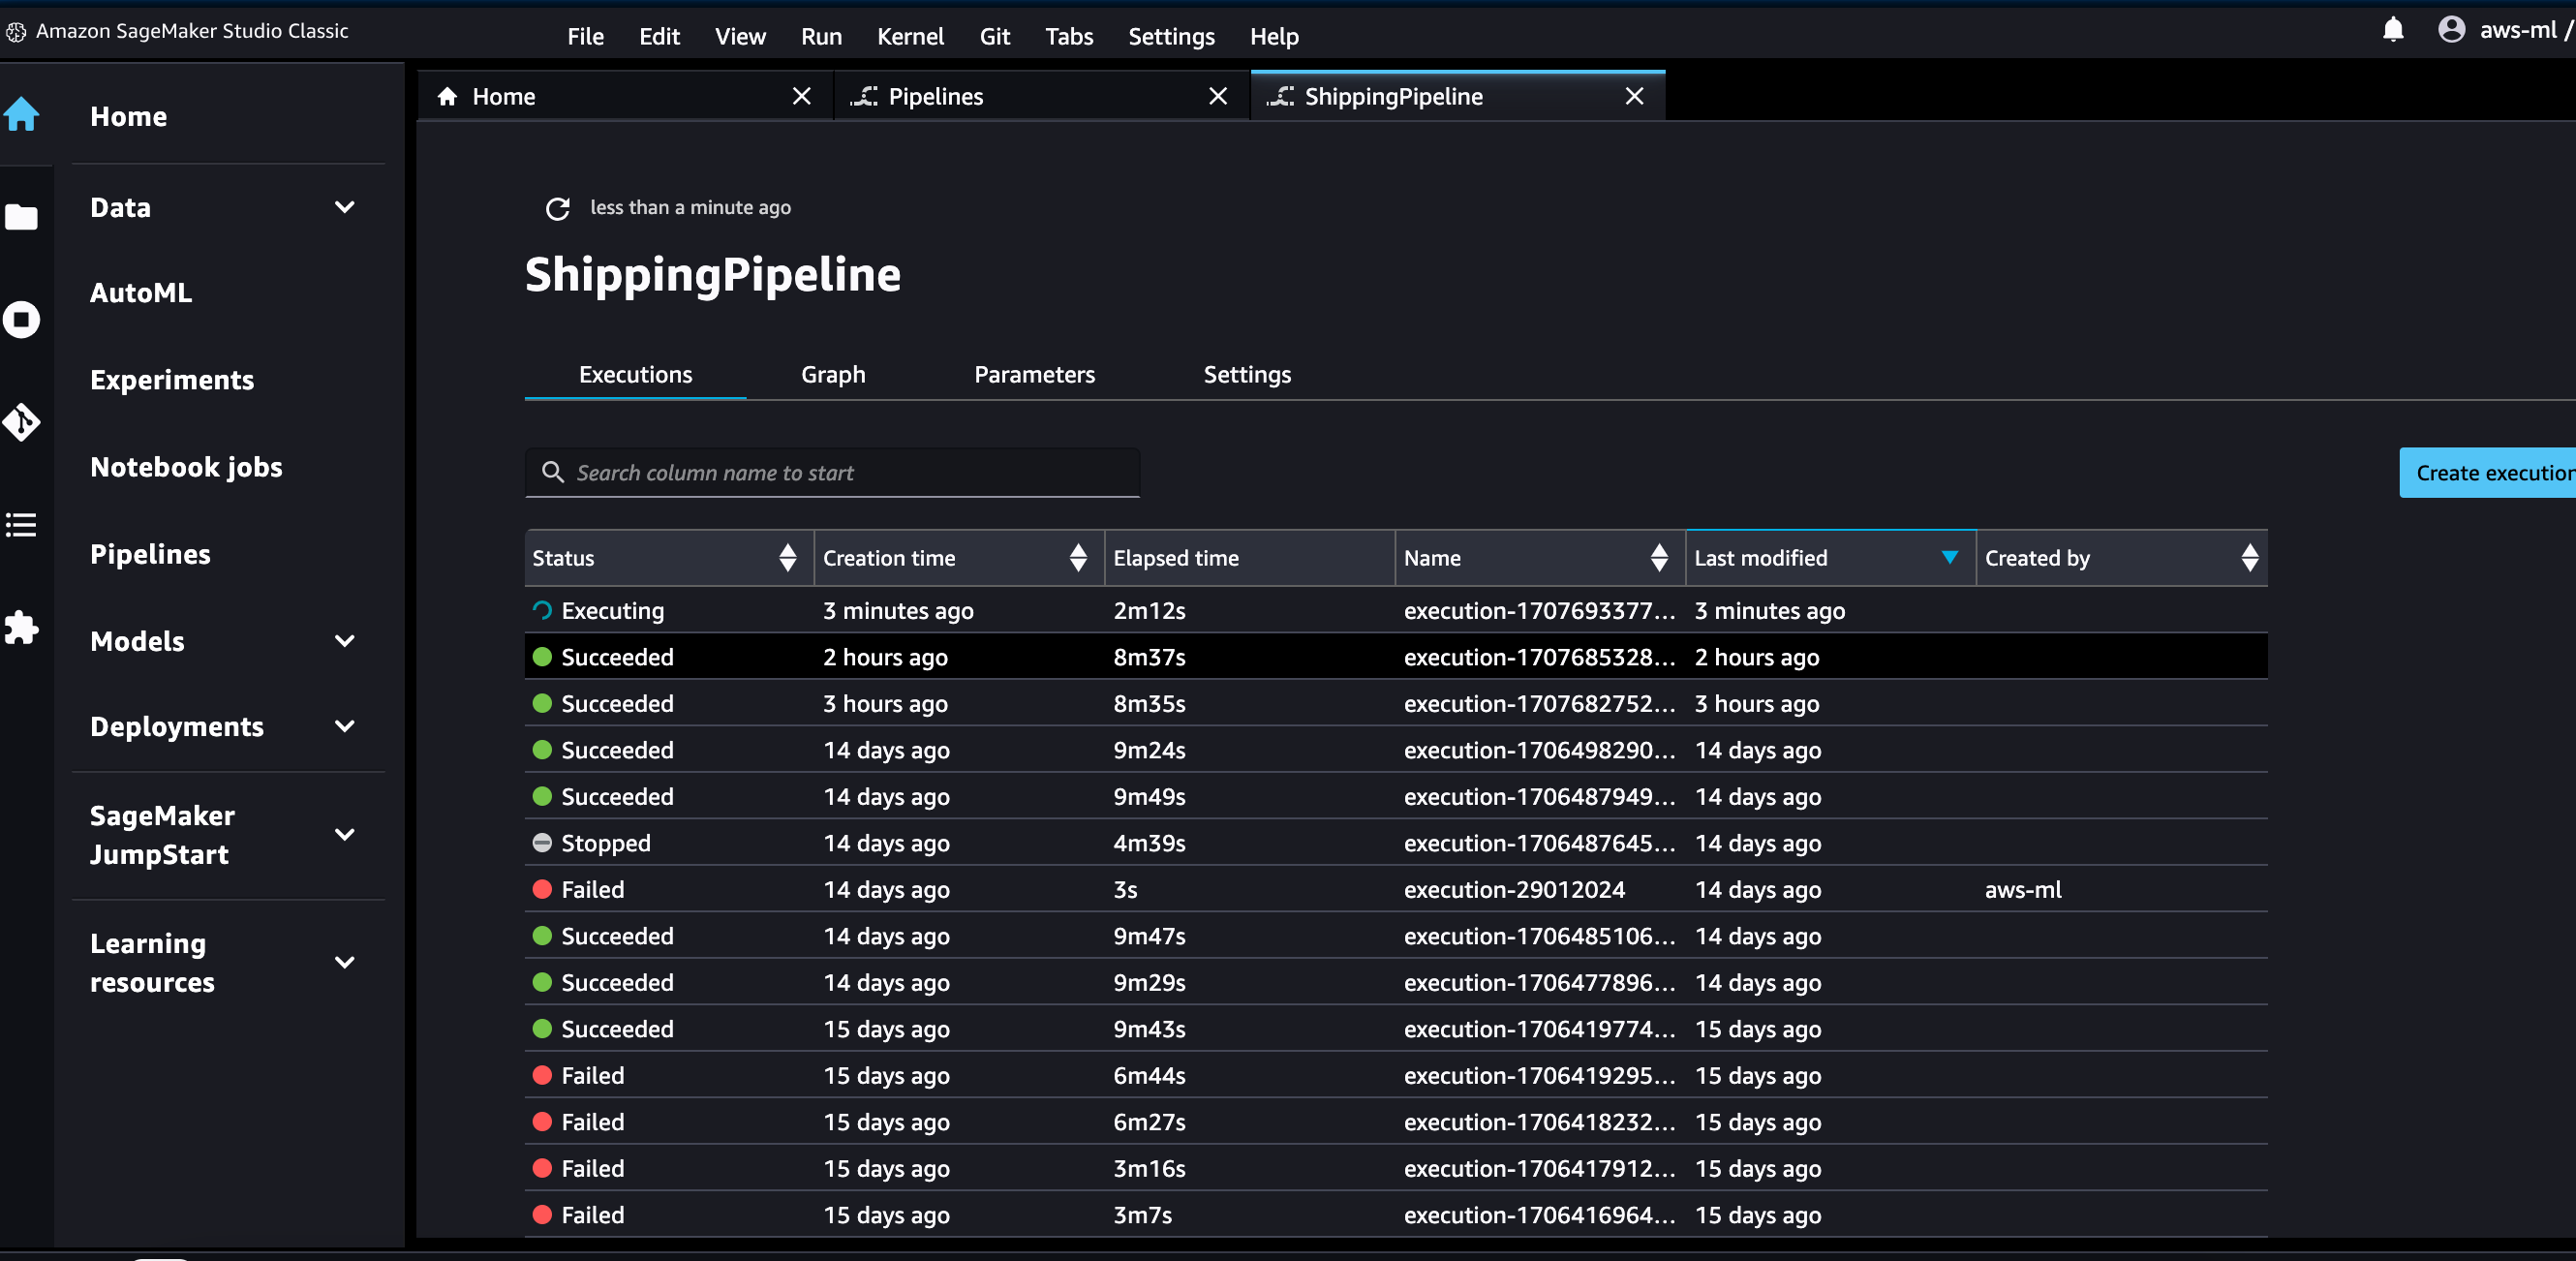 Amazon SageMaker Studio Classic
File Edit View Run Kernel Git Tabs Settings Help
aws-ml /
Home
Data
AutoML
Experiments
Notebook jobs
Pipelines
Models
Deployments
SageMaker
JumpStart
Learning
resources
Home Pipelines ShippingPipeline
less than a minute ago
ShippingPipeline
Executions Graph Parameters Settings
Search column name to start
Create execution
Status Creation time Elapsed time Name Last modified Created by
Executing 3 minutes ago 2m12s execution-1707693377... 3 minutes ago
Succeeded 2 hours ago 8m37s execution-1707685328... 2 hours ago
Succeeded 3 hours ago 8m35s execution-1707682752... 3 hours ago
Succeeded 14 days ago 9m24s execution-1706498290... 14 days ago
Succeeded 14 days ago 9m49s execution-1706487949... 14 days ago
Stopped 14 days ago 4m39s execution-1706487645... 14 days ago
Failed 14 days ago 3s execution-29012024 14 days ago aws-ml
Succeeded 14 days ago 9m47s execution-1706485106... 14 days ago
Succeeded 14 days ago 9m29s execution-1706477896... 14 days ago
Succeeded 15 days ago 9m43s execution-1706419774... 15 days ago
Failed 15 days ago 6m44s execution-1706419295... 15 days ago
Failed 15 days ago 6m27s execution-1706418232... 15 days ago
Failed 15 days ago 3m16s execution-1706417912... 15 days ago
Failed 15 days ago 3m7s execution-1706416964... 15 days ago